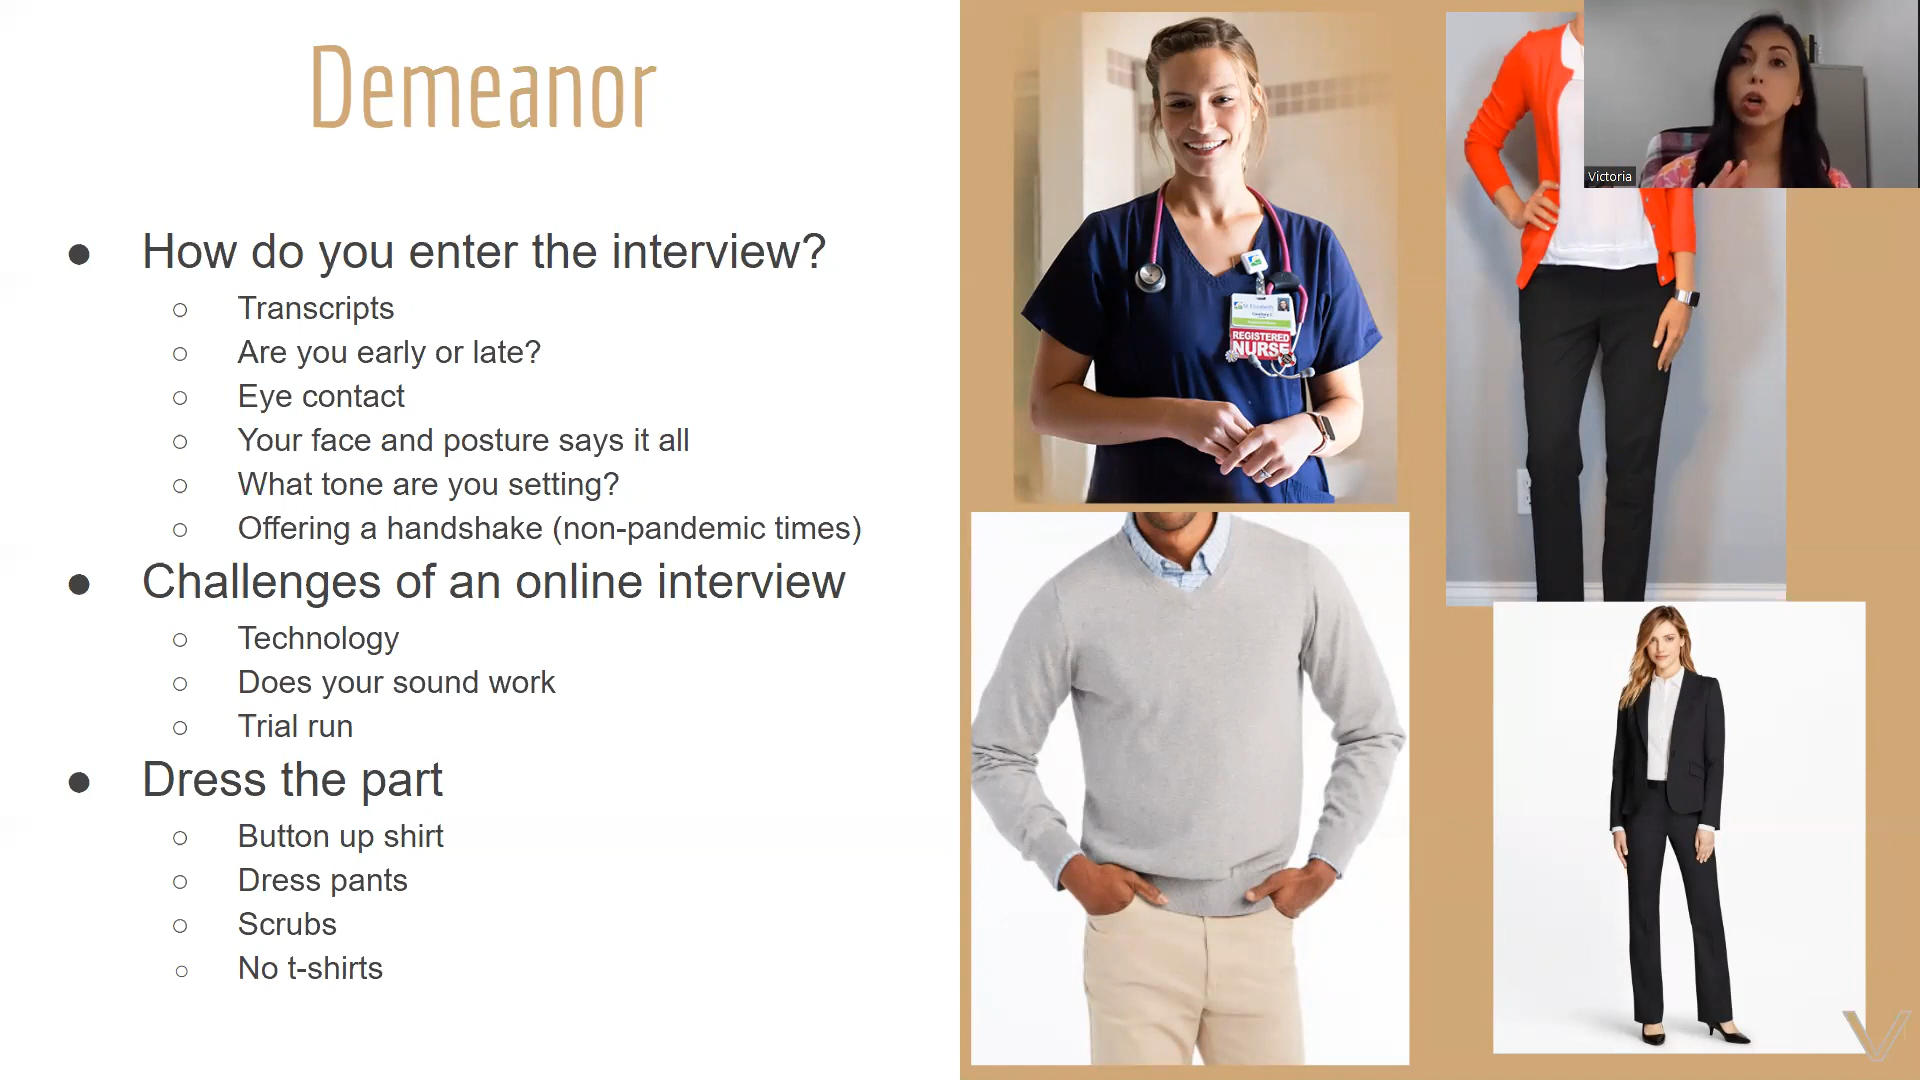 Demeanor
● How do you enter the interview?
○ Transcripts
○ Are you early or late?
○ Eye contact
○ Your face and posture says it all
○ What tone are you setting?
○ Offering a handshake (non-pandemic times)
● Challenges of an online interview
○ Technology
○ Does your sound work
○ Trial run
● Dress the part
○ Button up shirt
○ Dress pants
○ Scrubs
○ No t-shirts
REGISTERED
NURSE
Victoria
V